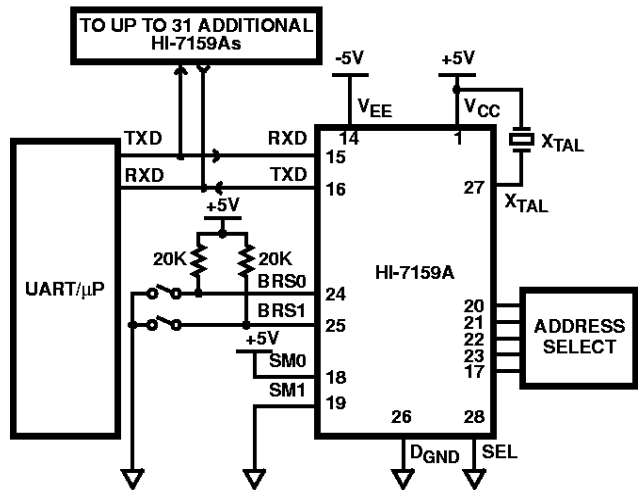 TO UP TO 31 ADDITIONAL
HI-7159As
-5V
+5V
VEE
VCC
14
1
XTAL
TXD
RXD
15
RXD
TXD
16
27
XTAL
+5V
20K
20K
HI-7159A
UART/µP
BRS0
24
BRS1
25
20
21
22
23
17
ADDRESS
SELECT
+5V
SM0
18
SM1
19
26
28
DGND
SEL